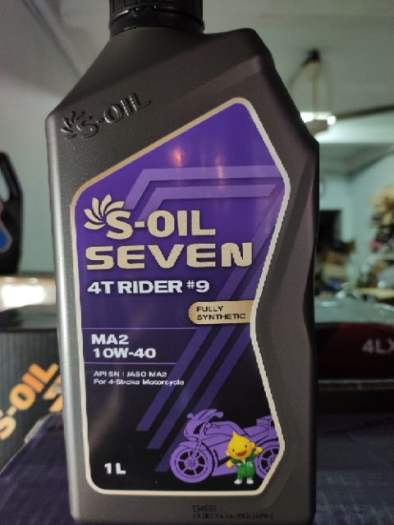 S-OIL
S-OIL
SEVEN
4T RIDER #9
FULLY
SYNTHETIC
MA2
10W-40
API SN | JASO MA2
For 4-Stroke Motorcycle
1L
S-OIL
4LX